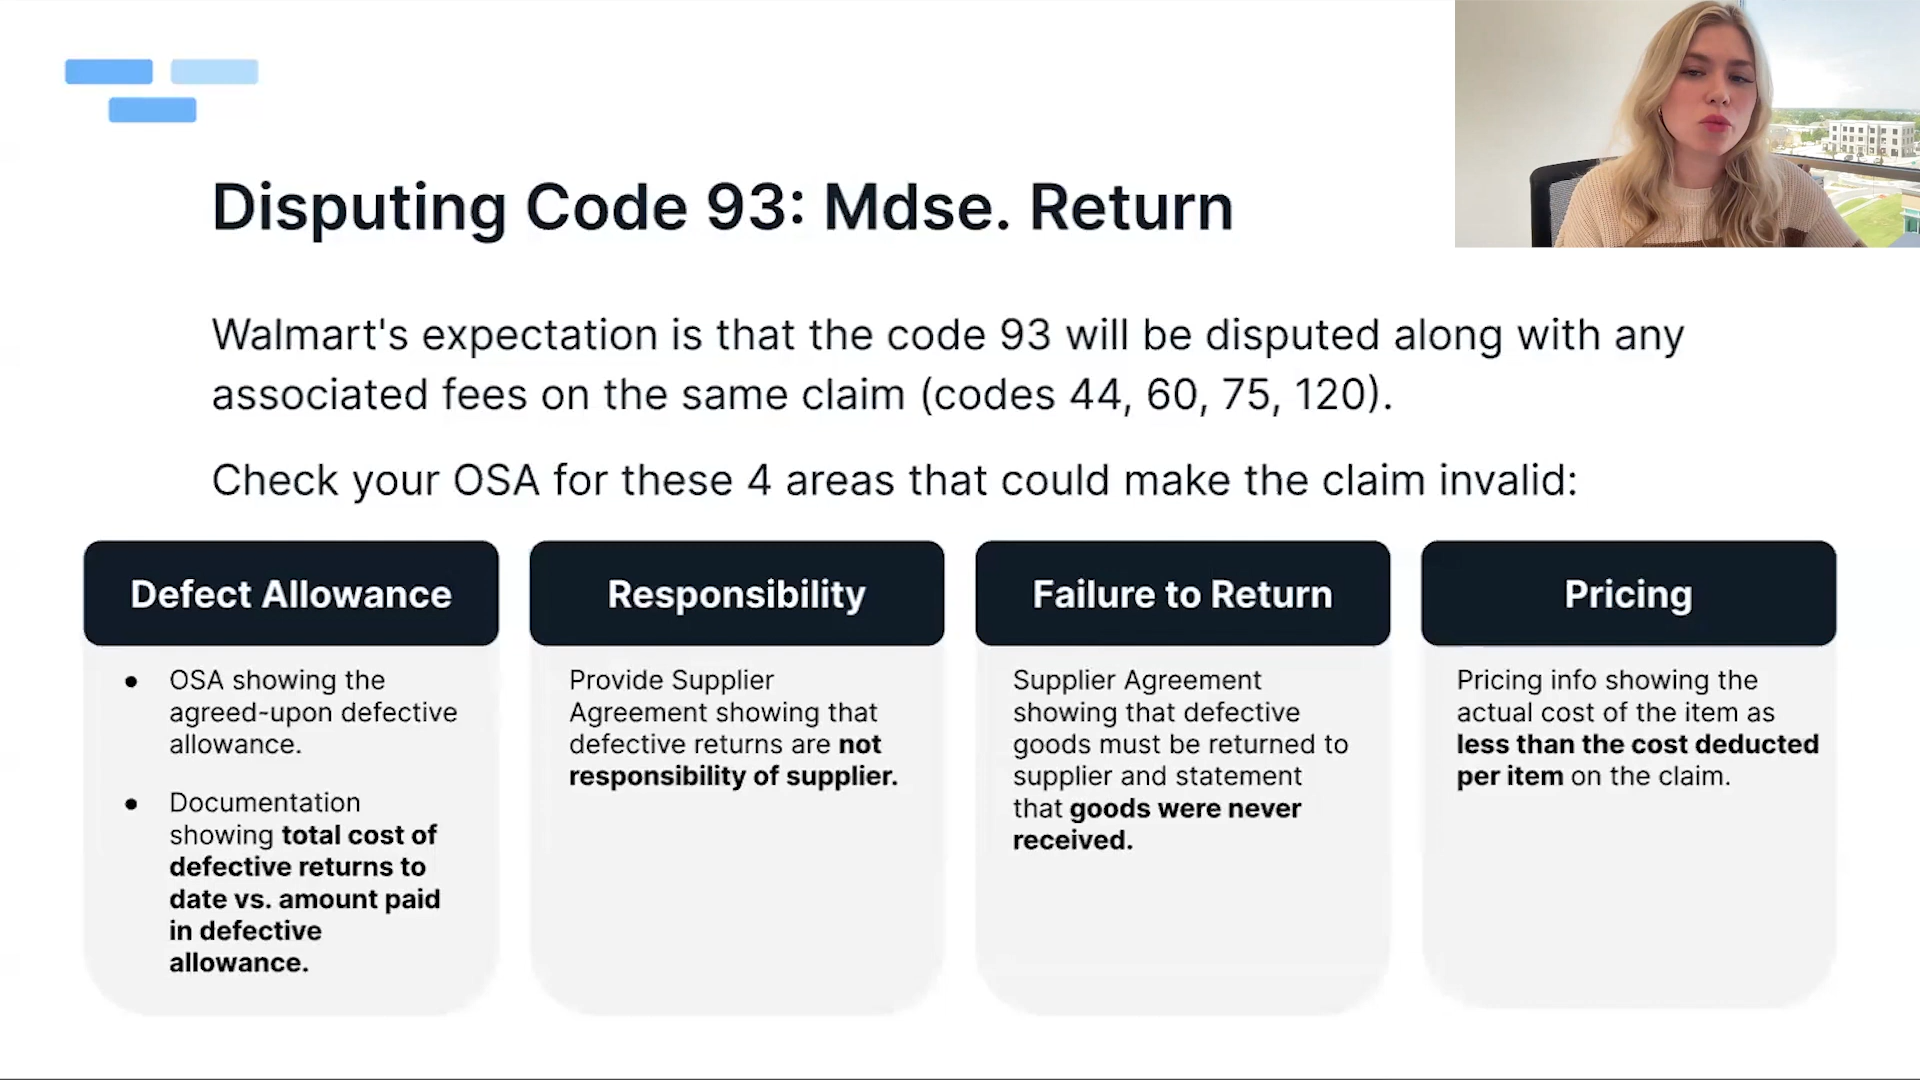 Disputing Code 93: Mdse. Return
Walmart's expectation is that the code 93 will be disputed along with any
associated fees on the same claim (codes 44, 60, 75, 120).
Check your OSA for these 4 areas that could make the claim invalid:
Defect Allowance
● OSA showing the
agreed-upon defective
allowance.
● Documentation
showing total cost of
defective returns to
date vs. amount paid
in defective
allowance.
Responsibility
Provide Supplier
Agreement showing that
defective returns are not
responsibility of supplier.
Failure to Return
Supplier Agreement
showing that defective
goods must be returned to
supplier and statement
that goods were never
received.
Pricing
Pricing info showing the
actual cost of the item as
less than the cost deducted
per item on the claim.